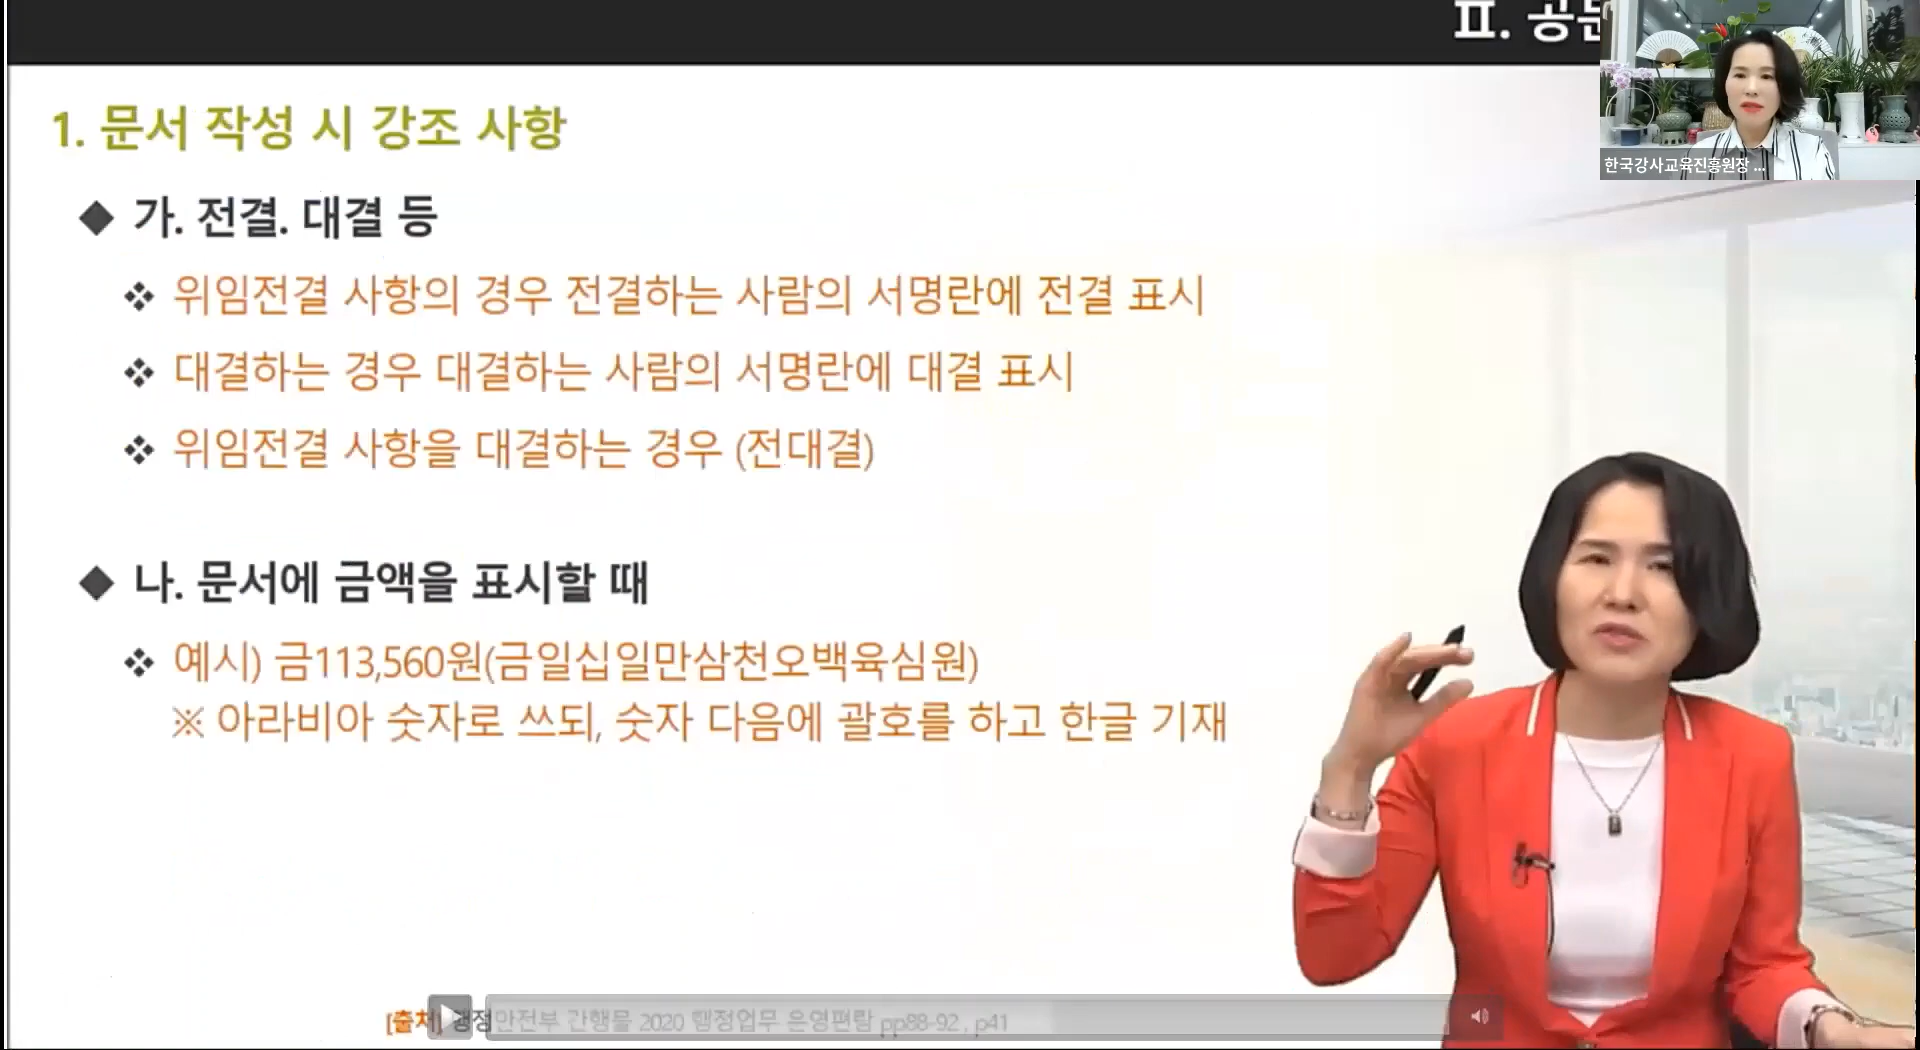 Ⅱ. 공문
한국강사교육진흥원장 ...
1. 문서 작성 시 강조 사항
◆ 가. 전결. 대결 등
❖ 위임전결 사항의 경우 전결하는 사람의 서명란에 전결 표시
❖ 대결하는 경우 대결하는 사람의 서명란에 대결 표시
❖ 위임전결 사항을 대결하는 경우 (전대결)
◆ 나. 문서에 금액을 표시할 때
❖ 예시) 금113,560원(금일십일만삼천오백육심원)
※ 아라비아 숫자로 쓰되, 숫자 다음에 괄호를 하고 한글 기재
[출처] 행정안전부 간행물 2020 행정업무 운영편람 pp88-92, p41